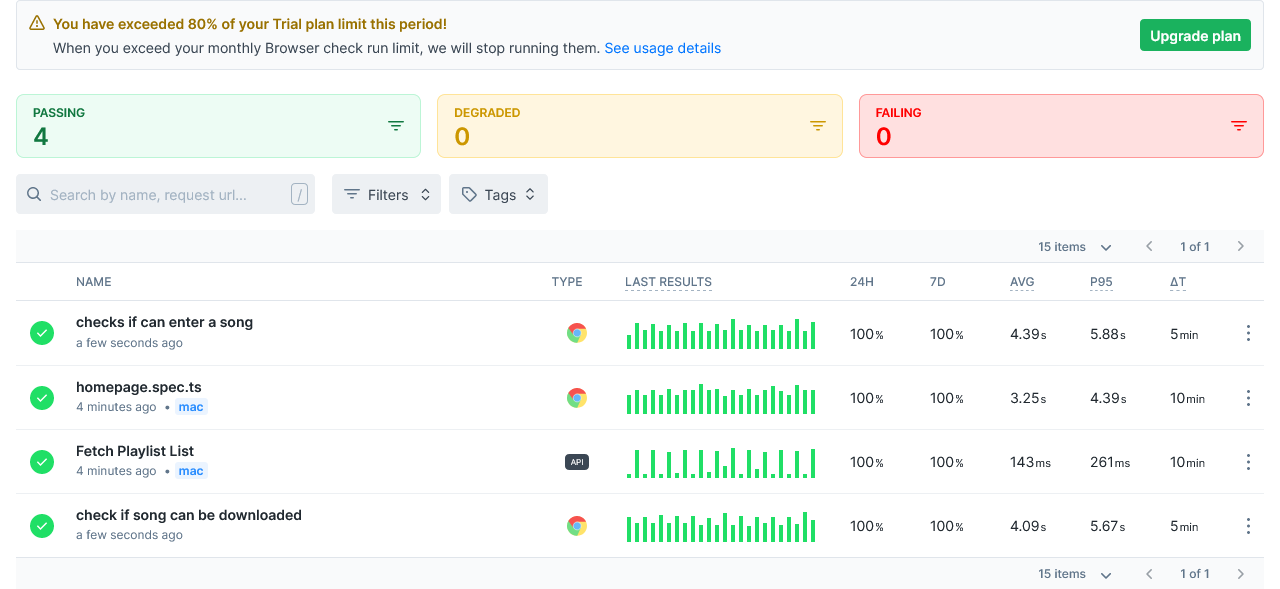 You have exceeded 80% of your Trial plan limit this period!
When you exceed your monthly Browser check run limit, we will stop running them. See usage details
Upgrade plan
PASSING
4
DEGRADED
0
FAILING
0
Search by name, request url... /
Filters
Tags
15 items 1 of 1
NAME TYPE LAST RESULTS 24H 7D AVG P95 ΔT
checks if can enter a song
a few seconds ago
100% 100% 4.39s 5.88s 5min
homepage.spec.ts
4 minutes ago • mac
100% 100% 3.25s 4.39s 10min
Fetch Playlist List
4 minutes ago • mac
API 100% 100% 143ms 261ms 10min
check if song can be downloaded
a few seconds ago
100% 100% 4.09s 5.67s 5min
15 items 1 of 1